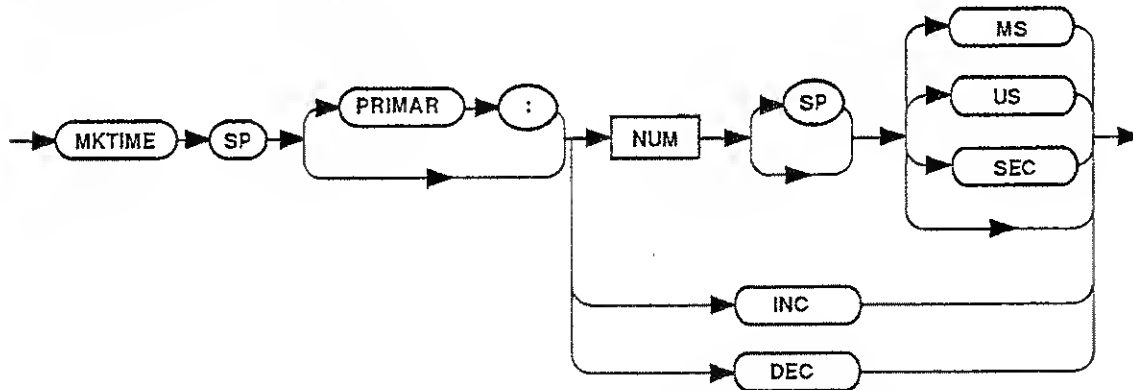 MS
PRIMAR : SP US
MKTIME SP NUM
SEC
INC
DEC